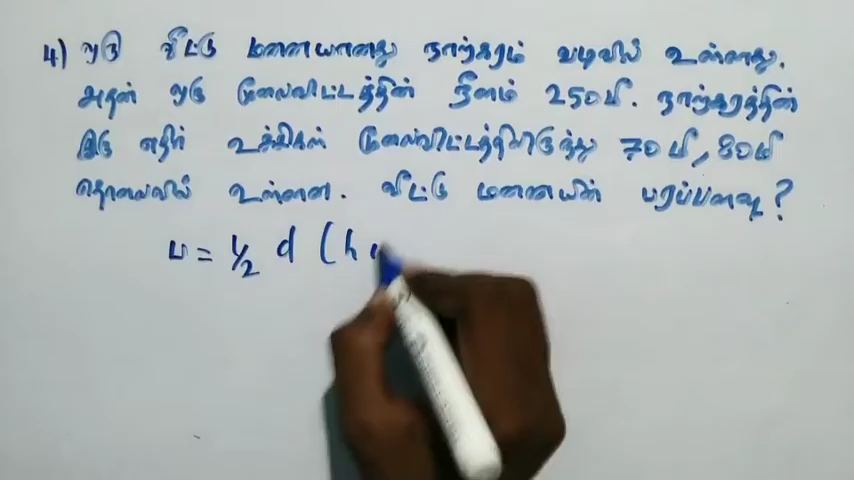 4) ஒரு வீட்டு மனையானது நாற்கரம் வடிவில் உள்ளது.
அதன் ஒரு மூலைவிட்டத்தின் நீளம் 250மீ. நாற்கரத்தின்
இரு எதிர் உச்சிகள் மூலைவிட்டத்திலிருந்து 70 மீ, 80மீ
தொலைவில் உள்ளன. வீட்டு மனையின் பரப்பளவு?
ப = 1/2 d (h